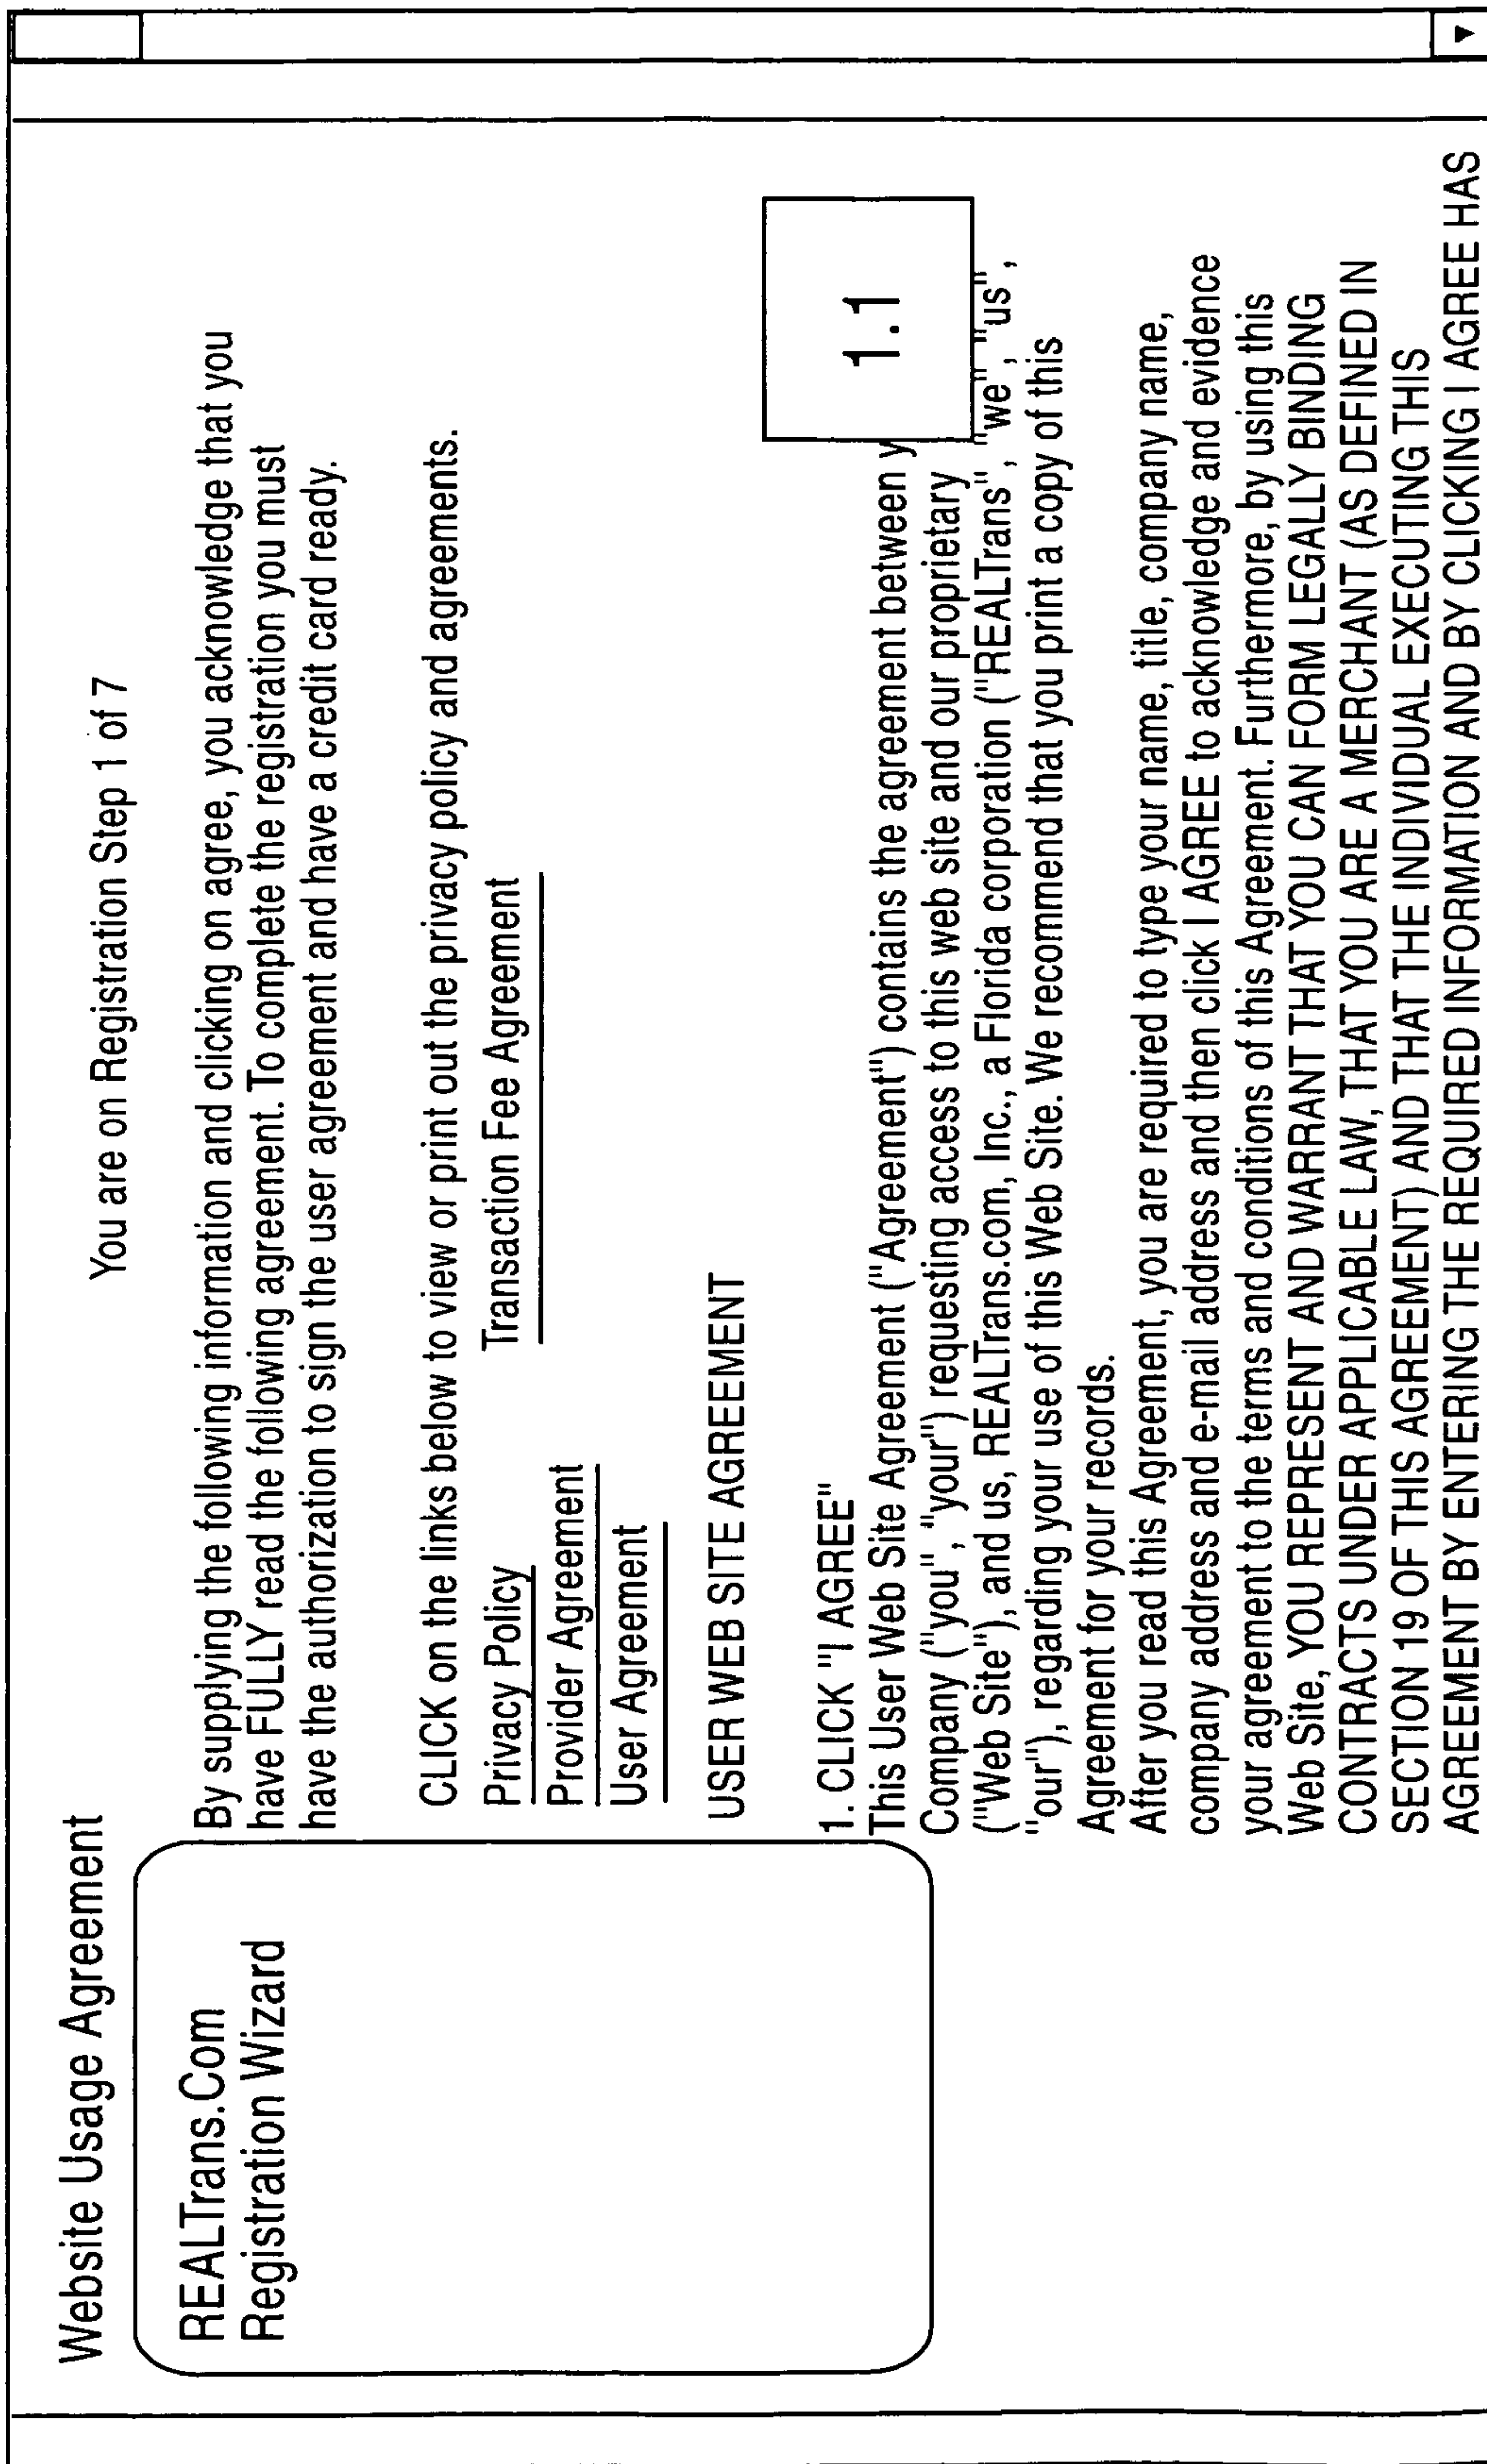 Website Usage Agreement
You are on Registration Step 1 of 7
REALTrans.Com
Registration Wizard
By supplying the following information and clicking on agree, you acknowledge that you
have FULLY read the following agreement. To complete the registration you must
have the authorization to sign the user agreement and have a credit card ready.
CLICK on the links below to view or print out the privacy policy and agreements.
Privacy Policy Transaction Fee Agreement
Provider Agreement
User Agreement
USER WEB SITE AGREEMENT
1.1
1. CLICK "I AGREE"
This User Web Site Agreement ("Agreement") contains the agreement between y
Company ("you", "your") requesting access to this web site and our proprietary
("Web Site"), and us, REALTrans.com, Inc., a Florida corporation ("REALTrans", "we", "us",
"our"), regarding your use of this Web Site. We recommend that you print a copy of this
Agreement for your records.
After you read this Agreement, you are required to type your name, title, company name,
company address and e-mail address and then click I AGREE to acknowledge and evidence
your agreement to the terms and conditions of this Agreement. Furthermore, by using this
Web Site, YOU REPRESENT AND WARRANT THAT YOU CAN FORM LEGALLY BINDING
CONTRACTS UNDER APPLICABLE LAW, THAT YOU ARE A MERCHANT (AS DEFINED IN
SECTION 19 OF THIS AGREEMENT) AND THAT THE INDIVIDUAL EXECUTING THIS
AGREEMENT BY ENTERING THE REQUIRED INFORMATION AND BY CLICKING I AGREE HAS